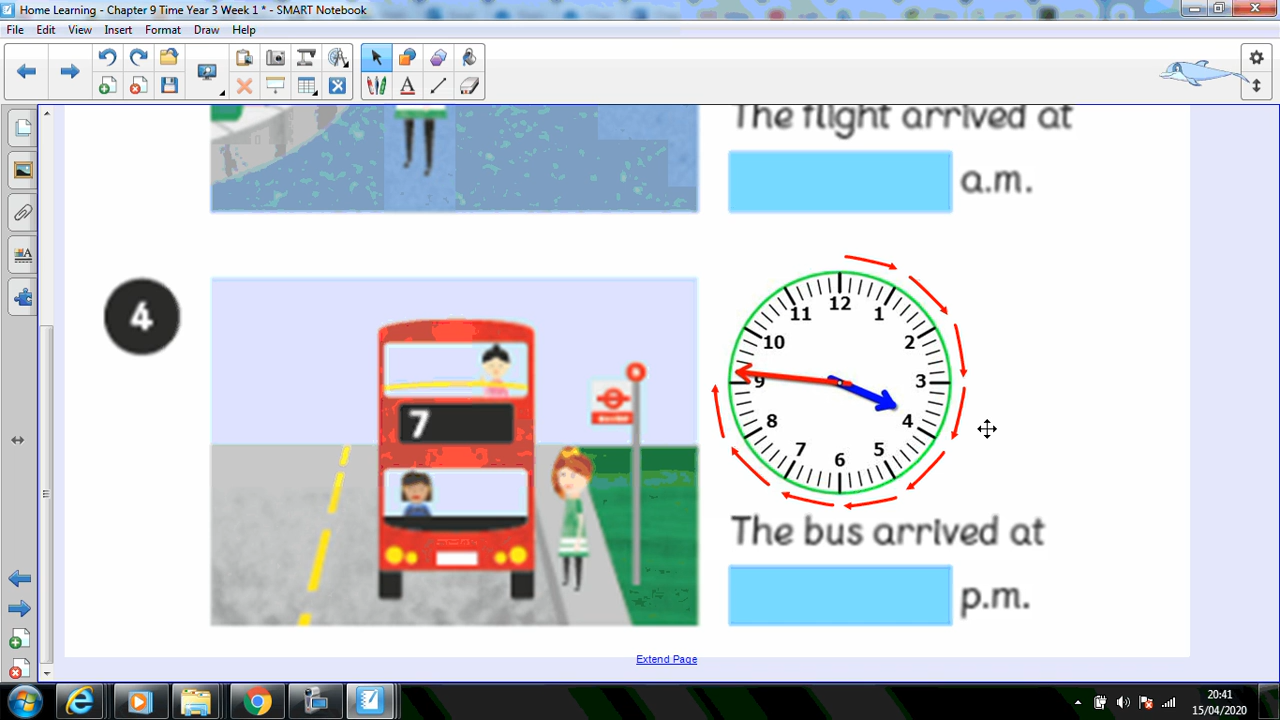 Home Learning - Chapter 9 Time Year 3 Week 1 * - SMART Notebook
File Edit View Insert Format Draw Help
The flight arrived at
a.m.
4
7
12
11 1
10 2
9 3
8 4
7 5
6
The bus arrived at
p.m.
Extend Page
20:41
15/04/2020